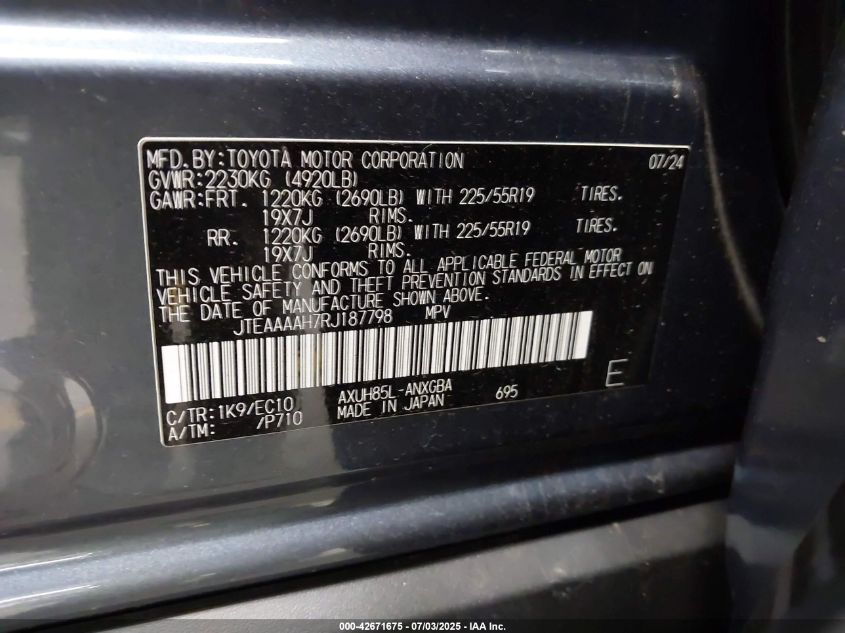 MFD.BY:TOYOTA MOTOR CORPORATION 07/24
GVWR:2230KG (4920LB)
GAWR:FRT. 1220KG (2690LB) WITH 225/55R19 TIRES.
19X7J RIMS.
RR. 1220KG (2690LB) WITH 225/55R19 TIRES.
19X7J RIMS.
THIS VEHICLE CONFORMS TO ALL APPLICABLE FEDERAL MOTOR
VEHICLE SAFETY AND THEFT PREVENTION STANDARDS IN EFFECT ON
THE DATE OF MANUFACTURE SHOWN ABOVE.
JTEAAAAH7RJ187798 MPV
C/TR:1K9/EC10 AXUH85L-ANXGBA 695 E
A/TM: /P710 MADE IN JAPAN
000-42671675 - 07/03/2025 - IAA Inc.